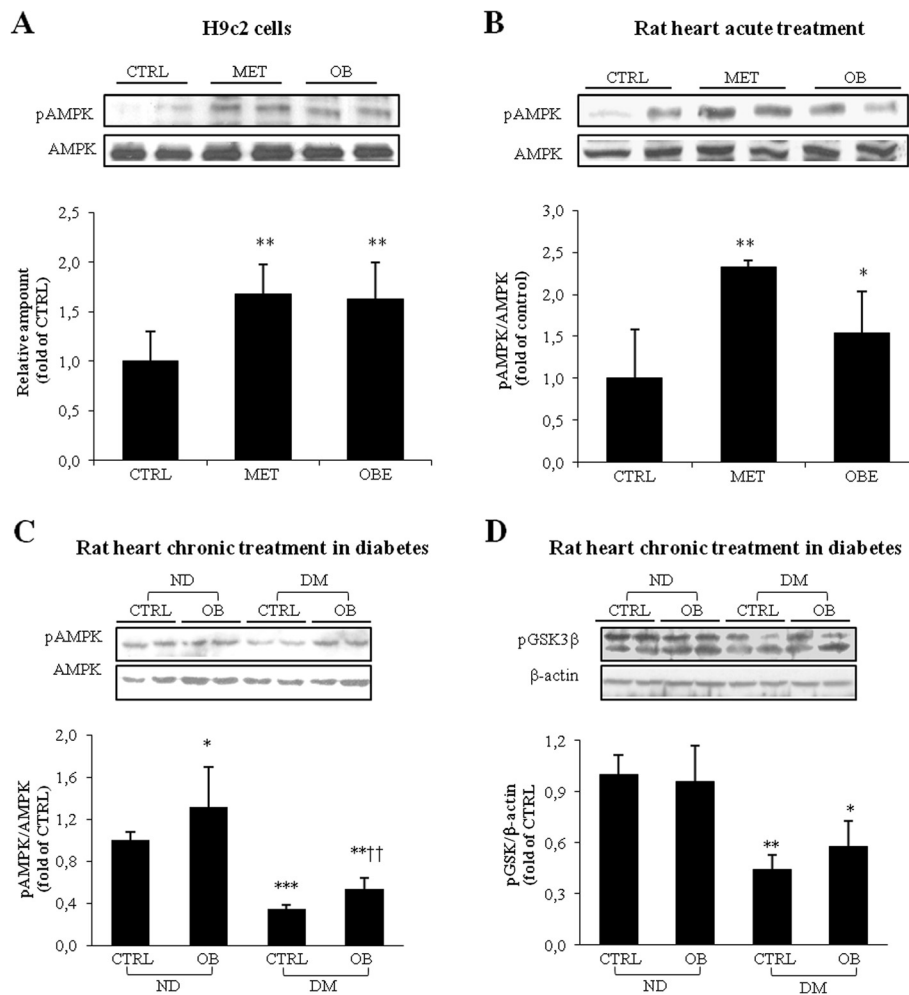 A
H9c2 cells
CTRL MET OB
pAMPK
AMPK
Relative ampount
(fold of CTRL)
2,5
2,0
1,5
1,0
0,5
0,0
** **
CTRL MET OBE
B
Rat heart acute treatment
CTRL MET OB
pAMPK
AMPK
pAMPK/AMPK
(fold of control)
3,0
2,5
2,0
1,5
1,0
0,5
0,0
** *
CTRL MET OBE
C
Rat heart chronic treatment in diabetes
ND DM
CTRL OB CTRL OB
pAMPK
AMPK
pAMPK/AMPK
(fold of CTRL)
2,0
1,6
1,2
0,8
0,4
0,0
* *** **††
CTRL OB CTRL OB
ND DM
D
Rat heart chronic treatment in diabetes
ND DM
CTRL OB CTRL OB
pGSK3β
β-actin
pGSK/β-actin
(fold of CTRL
1,2
0,9
0,6
0,3
0,0
** *
CTRL OB CTRL OB
ND DM